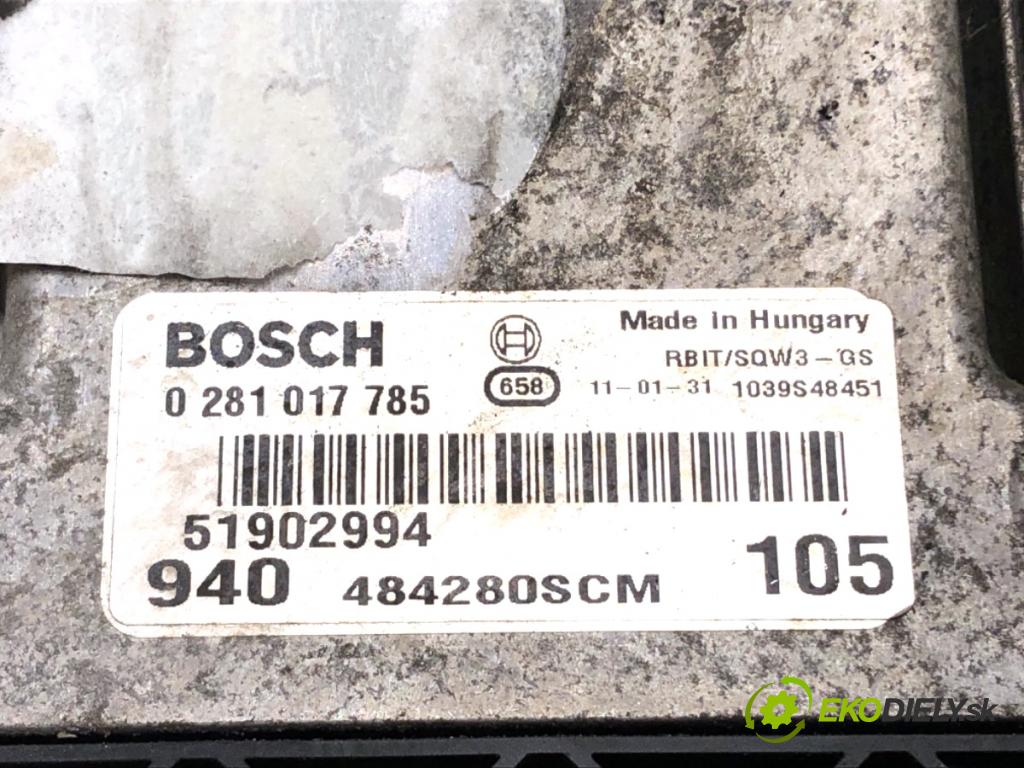 BOSCH
Made in Hungary
RBIT/SQW3-GS
0 281 017 785
658
11-01-31 1039S48451
51902994
940 484280SCM 105
EKODIELY.sk